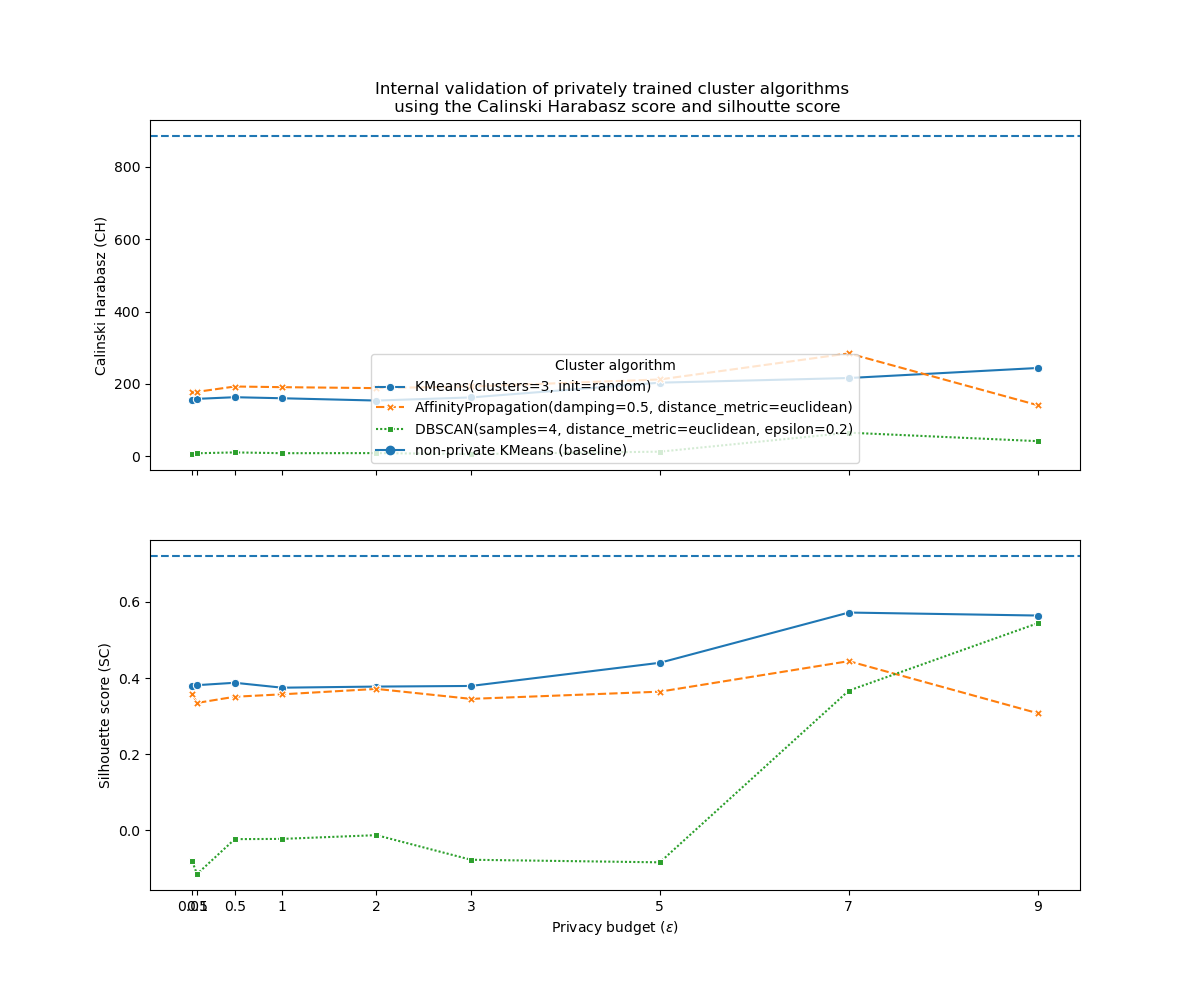 Internal validation of privately trained cluster algorithms
using the Calinski Harabasz score and silhoutte score
800
600
400
200
0
Calinski Harabasz (CH)
Cluster algorithm
KMeans(clusters=3, init=random)
AffinityPropagation(damping=0.5, distance_metric=euclidean)
DBSCAN(samples=4, distance_metric=euclidean, epsilon=0.2)
non-private KMeans (baseline)
0.6
0.4
0.2
0.0
Silhouette score (SC)
0.5 1 2 3 5 7 9
Privacy budget (ε)